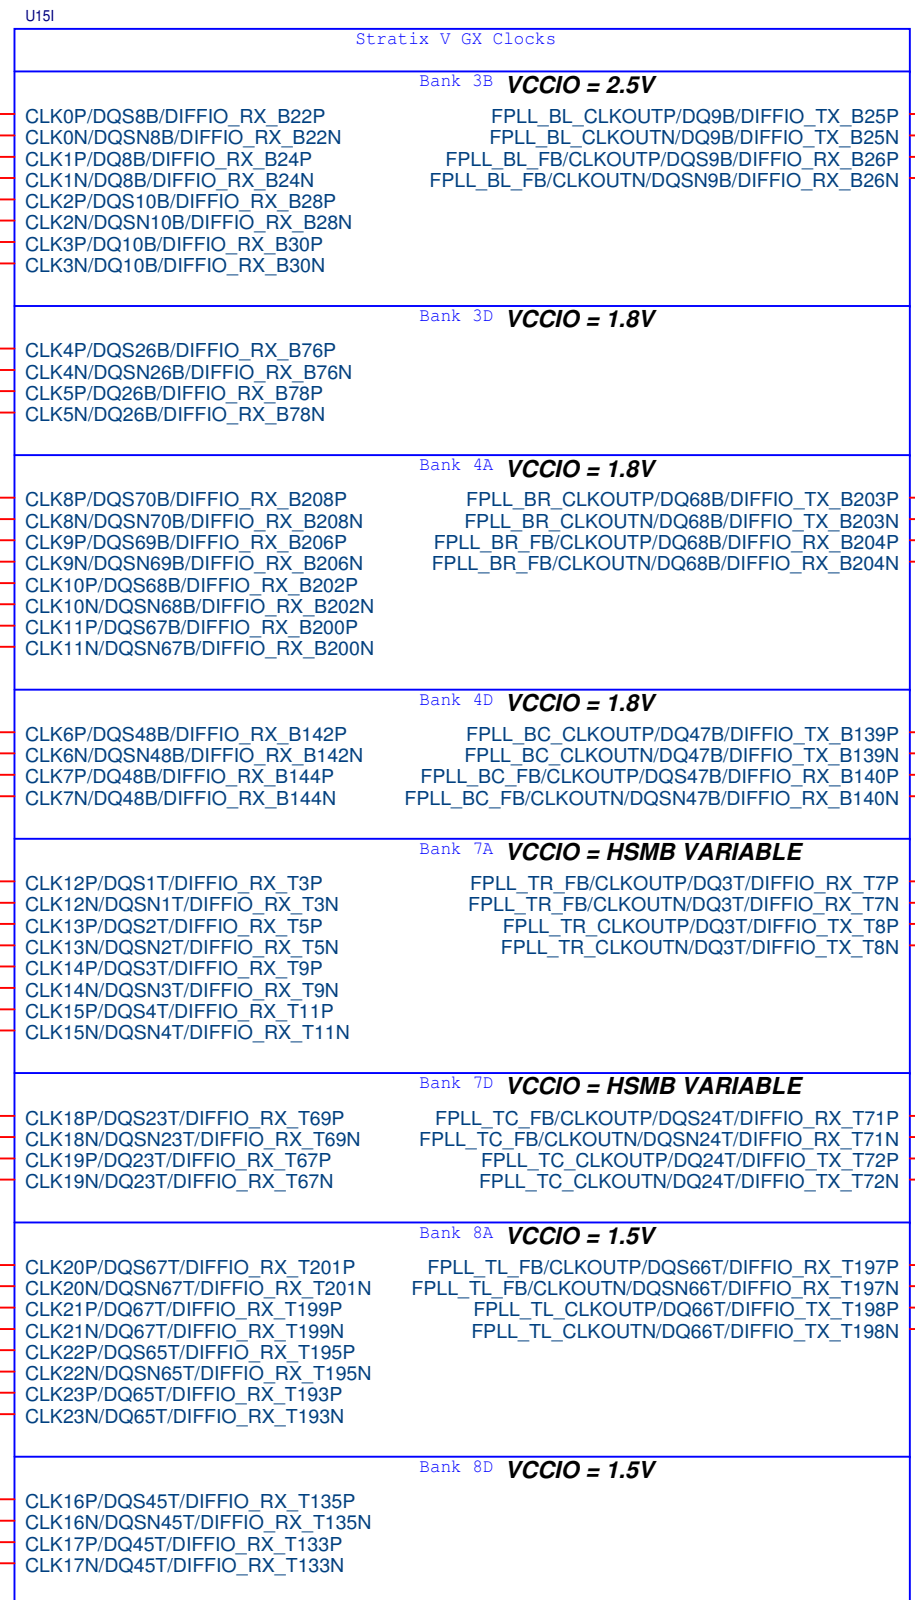 U15I
Stratix V GX Clocks
Bank 3B VCCIO = 2.5V
CLK0P/DQS8B/DIFFIO_RX_B22P FPLL_BL_CLKOUTP/DQ9B/DIFFIO_TX_B25P
CLK0N/DQSN8B/DIFFIO_RX_B22N FPLL_BL_CLKOUTN/DQ9B/DIFFIO_TX_B25N
CLK1P/DQ8B/DIFFIO_RX_B24P FPLL_BL_FB/CLKOUTP/DQS9B/DIFFIO_RX_B26P
CLK1N/DQ8B/DIFFIO_RX_B24N FPLL_BL_FB/CLKOUTN/DQSN9B/DIFFIO_RX_B26N
CLK2P/DQS10B/DIFFIO_RX_B28P
CLK2N/DQSN10B/DIFFIO_RX_B28N
CLK3P/DQ10B/DIFFIO_RX_B30P
CLK3N/DQ10B/DIFFIO_RX_B30N
Bank 3D VCCIO = 1.8V
CLK4P/DQS26B/DIFFIO_RX_B76P
CLK4N/DQSN26B/DIFFIO_RX_B76N
CLK5P/DQ26B/DIFFIO_RX_B78P
CLK5N/DQ26B/DIFFIO_RX_B78N
Bank 4A VCCIO = 1.8V
CLK8P/DQS70B/DIFFIO_RX_B208P FPLL_BR_CLKOUTP/DQ68B/DIFFIO_TX_B203P
CLK8N/DQSN70B/DIFFIO_RX_B208N FPLL_BR_CLKOUTN/DQ68B/DIFFIO_TX_B203N
CLK9P/DQS69B/DIFFIO_RX_B206P FPLL_BR_FB/CLKOUTP/DQ68B/DIFFIO_RX_B204P
CLK9N/DQSN69B/DIFFIO_RX_B206N FPLL_BR_FB/CLKOUTN/DQ68B/DIFFIO_RX_B204N
CLK10P/DQS68B/DIFFIO_RX_B202P
CLK10N/DQSN68B/DIFFIO_RX_B202N
CLK11P/DQS67B/DIFFIO_RX_B200P
CLK11N/DQSN67B/DIFFIO_RX_B200N
Bank 4D VCCIO = 1.8V
CLK6P/DQS48B/DIFFIO_RX_B142P FPLL_BC_CLKOUTP/DQ47B/DIFFIO_TX_B139P
CLK6N/DQSN48B/DIFFIO_RX_B142N FPLL_BC_CLKOUTN/DQ47B/DIFFIO_TX_B139N
CLK7P/DQ48B/DIFFIO_RX_B144P FPLL_BC_FB/CLKOUTP/DQS47B/DIFFIO_RX_B140P
CLK7N/DQ48B/DIFFIO_RX_B144N FPLL_BC_FB/CLKOUTN/DQSN47B/DIFFIO_RX_B140N
Bank 7A VCCIO = HSMB VARIABLE
CLK12P/DQS1T/DIFFIO_RX_T3P FPLL_TR_FB/CLKOUTP/DQ3T/DIFFIO_RX_T7P
CLK12N/DQSN1T/DIFFIO_RX_T3N FPLL_TR_FB/CLKOUTN/DQ3T/DIFFIO_RX_T7N
CLK13P/DQS2T/DIFFIO_RX_T5P FPLL_TR_CLKOUTP/DQ3T/DIFFIO_TX_T8P
CLK13N/DQSN2T/DIFFIO_RX_T5N FPLL_TR_CLKOUTN/DQ3T/DIFFIO_TX_T8N
CLK14P/DQS3T/DIFFIO_RX_T9P
CLK14N/DQSN3T/DIFFIO_RX_T9N
CLK15P/DQS4T/DIFFIO_RX_T11P
CLK15N/DQSN4T/DIFFIO_RX_T11N
Bank 7D VCCIO = HSMB VARIABLE
CLK18P/DQS23T/DIFFIO_RX_T69P FPLL_TC_FB/CLKOUTP/DQS24T/DIFFIO_RX_T71P
CLK18N/DQSN23T/DIFFIO_RX_T69N FPLL_TC_FB/CLKOUTN/DQSN24T/DIFFIO_RX_T71N
CLK19P/DQ23T/DIFFIO_RX_T67P FPLL_TC_CLKOUTP/DQ24T/DIFFIO_TX_T72P
CLK19N/DQ23T/DIFFIO_RX_T67N FPLL_TC_CLKOUTN/DQ24T/DIFFIO_TX_T72N
Bank 8A VCCIO = 1.5V
CLK20P/DQS67T/DIFFIO_RX_T201P FPLL_TL_FB/CLKOUTP/DQS66T/DIFFIO_RX_T197P
CLK20N/DQSN67T/DIFFIO_RX_T201N FPLL_TL_FB/CLKOUTN/DQSN66T/DIFFIO_RX_T197N
CLK21P/DQ67T/DIFFIO_RX_T199P FPLL_TL_CLKOUTP/DQ66T/DIFFIO_TX_T198P
CLK21N/DQ67T/DIFFIO_RX_T199N FPLL_TL_CLKOUTN/DQ66T/DIFFIO_TX_T198N
CLK22P/DQS65T/DIFFIO_RX_T195P
CLK22N/DQSN65T/DIFFIO_RX_T195N
CLK23P/DQ65T/DIFFIO_RX_T193P
CLK23N/DQ65T/DIFFIO_RX_T193N
Bank 8D VCCIO = 1.5V
CLK16P/DQS45T/DIFFIO_RX_T135P
CLK16N/DQSN45T/DIFFIO_RX_T135N
CLK17P/DQ45T/DIFFIO_RX_T133P
CLK17N/DQ45T/DIFFIO_RX_T133N